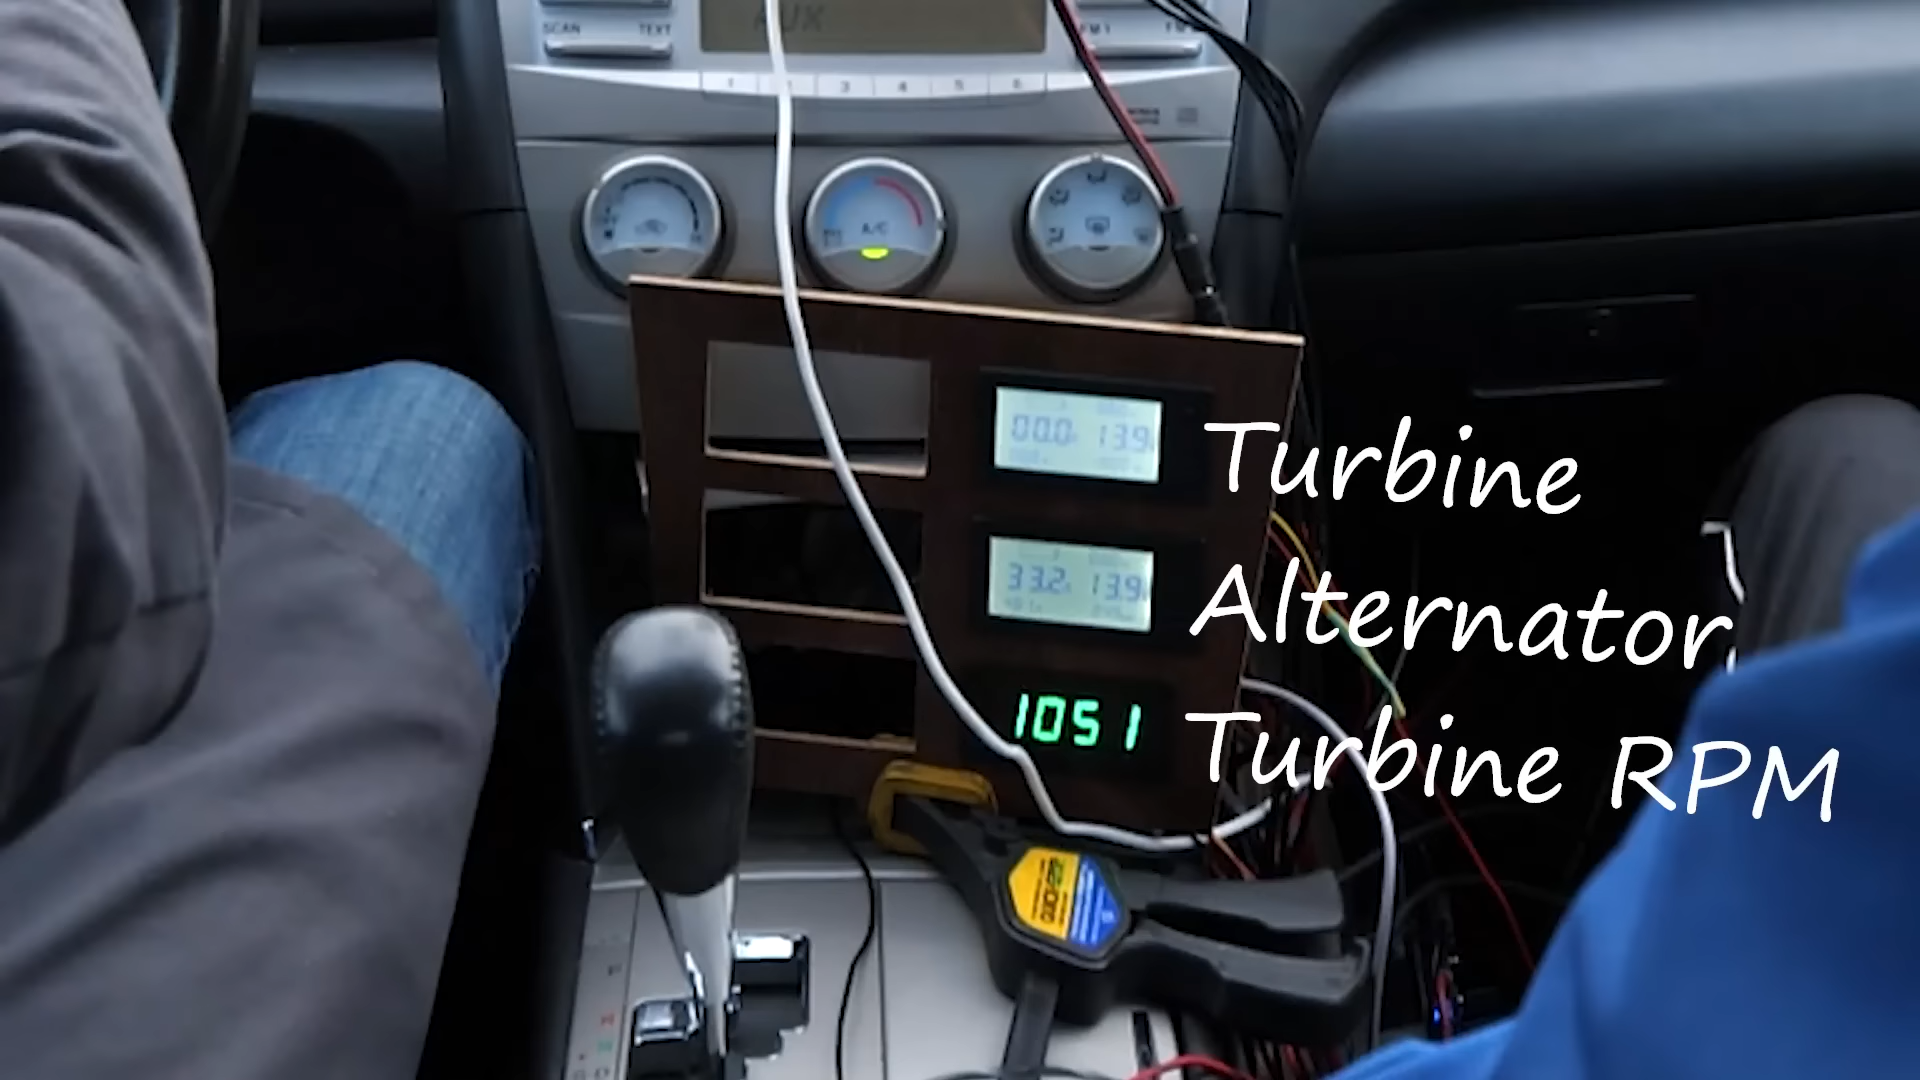 AUX
SCAN TEXT
FM1
1 3 4 5 6
A/C
00.0 13.9
Turbine
33.2 13.9
Alternator
1051
Turbine RPM
N